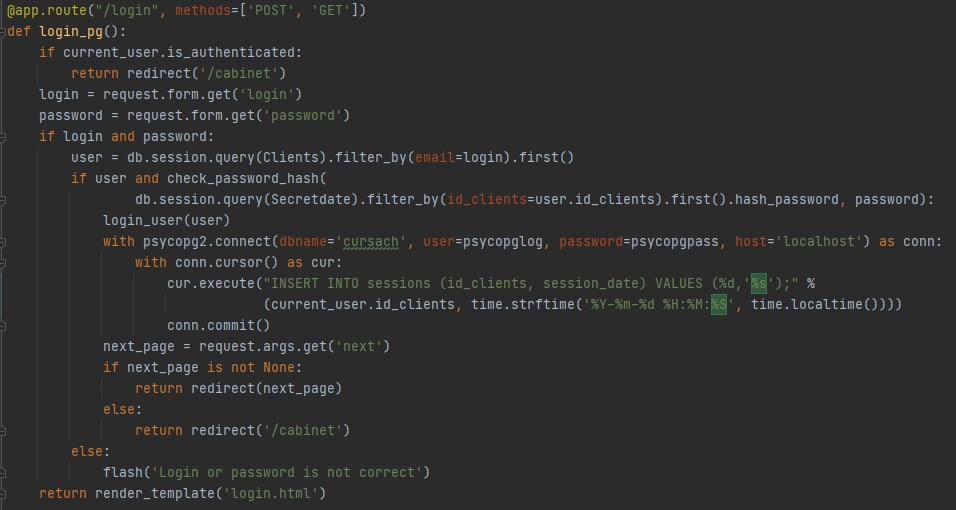 @app.route("/login", methods=['POST', 'GET'])
def login_pg():
    if current_user.is_authenticated:
        return redirect('/cabinet')
    login = request.form.get('login')
    password = request.form.get('password')
    if login and password:
        user = db.session.query(Clients).filter_by(email=login).first()
        if user and check_password_hash(
                db.session.query(Secretdate).filter_by(id_clients=user.id_clients).first().hash_password, password):
            login_user(user)
            with psycopg2.connect(dbname='cursach', user=psycopglog, password=psycopgpass, host='localhost') as conn:
                with conn.cursor() as cur:
                    cur.execute("INSERT INTO sessions (id_clients, session_date) VALUES (%d,'%s');" %
                                (current_user.id_clients, time.strftime('%Y-%m-%d %H:%M:%S', time.localtime())))
                    conn.commit()
            next_page = request.args.get('next')
            if next_page is not None:
                return redirect(next_page)
            else:
                return redirect('/cabinet')
        else:
            flash('Login or password is not correct')
    return render_template('login.html')